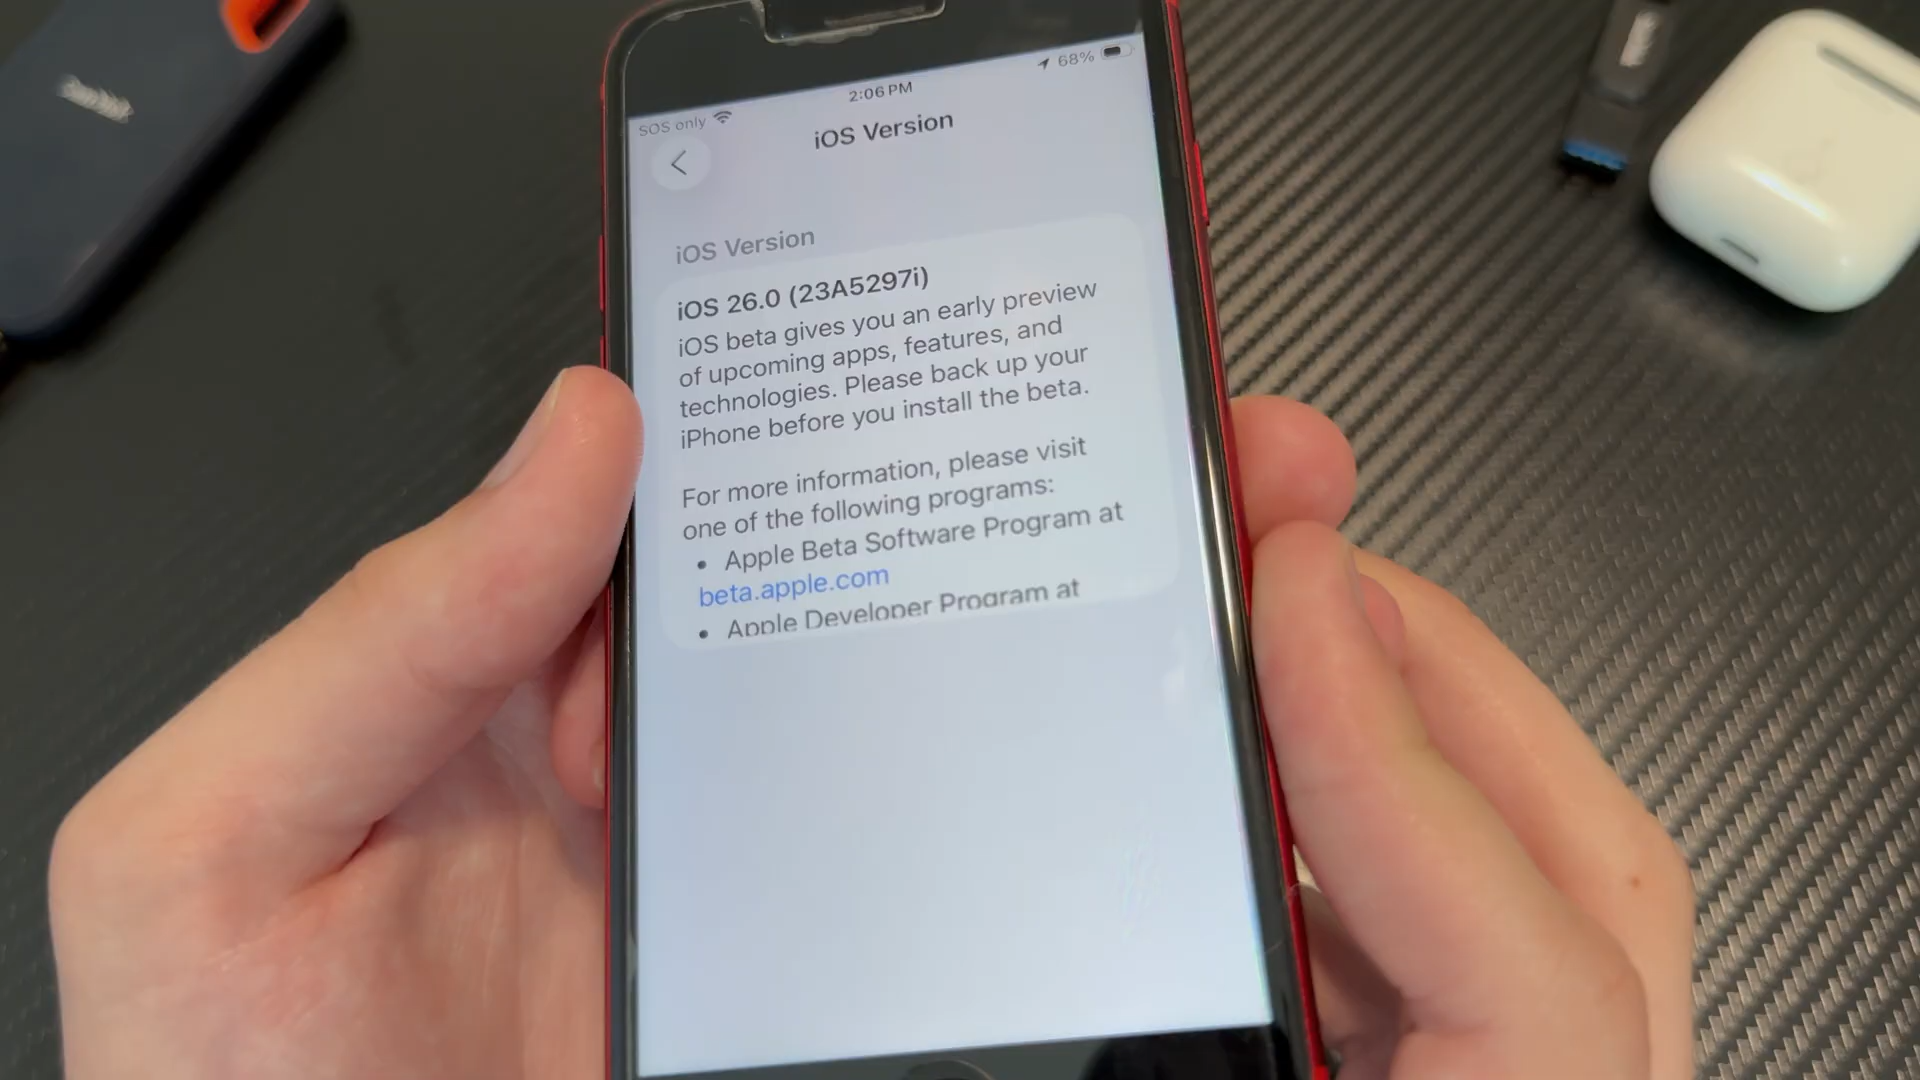 SanDisk
SOS only
2:06 PM
68%
iOS Version
iOS Version
iOS 26.0 (23A5297i)
iOS beta gives you an early preview
of upcoming apps, features, and
technologies. Please back up your
iPhone before you install the beta.
For more information, please visit
one of the following programs:
• Apple Beta Software Program at
beta.apple.com
• Apple Developer Program at